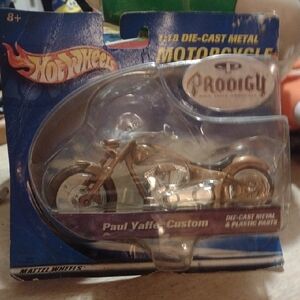 8+
Hot Wheels
1:18 DIE-CAST METAL
MOTORCYCLE
PRODIGY
Paul Yaffe Custom
DIE-CAST METAL
& PLASTIC PARTS
MATTEL WHEELS